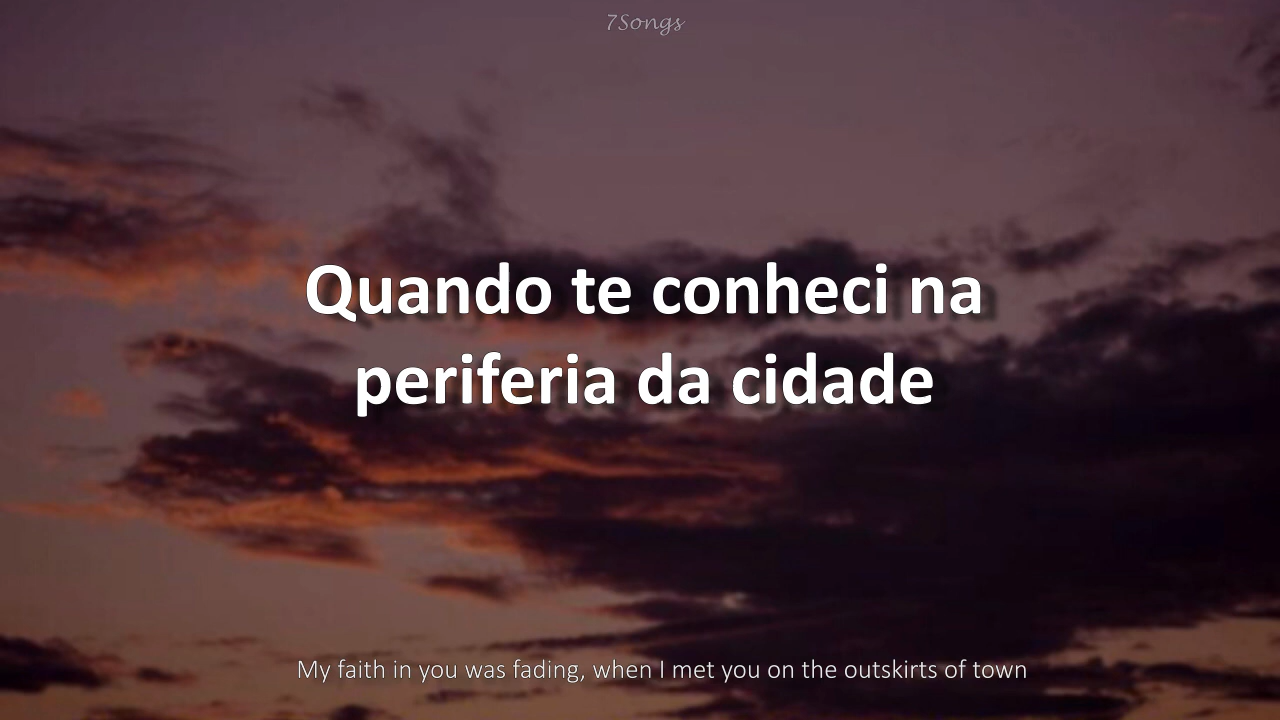 7Songs
Quando te conheci na
periferia da cidade
My faith in you was fading, when I met you on the outskirts of town